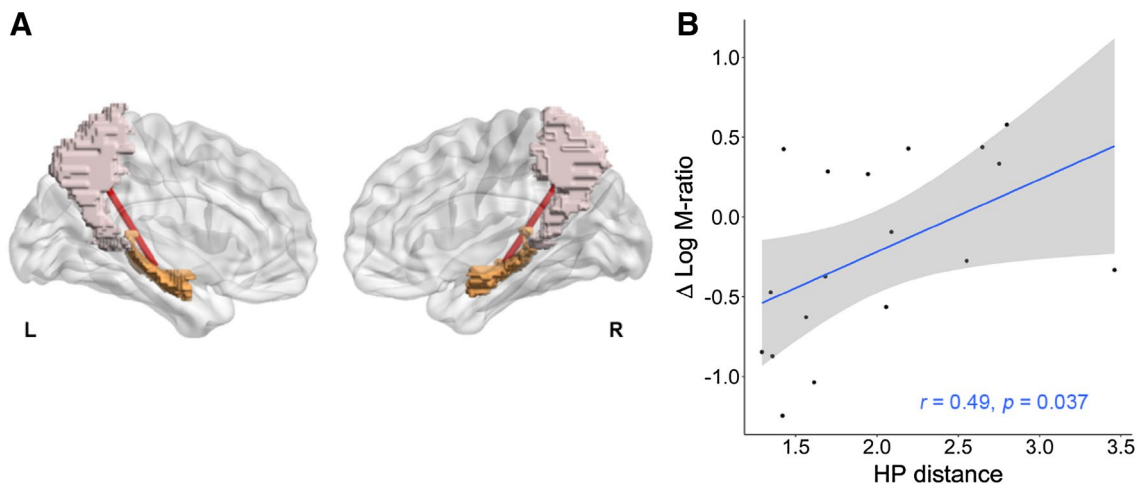 A
L
R
B
Δ Log M-ratio
1.0
0.5
0.0
-0.5
-1.0
r = 0.49, p = 0.037
1.5 2.0 2.5 3.0 3.5
HP distance